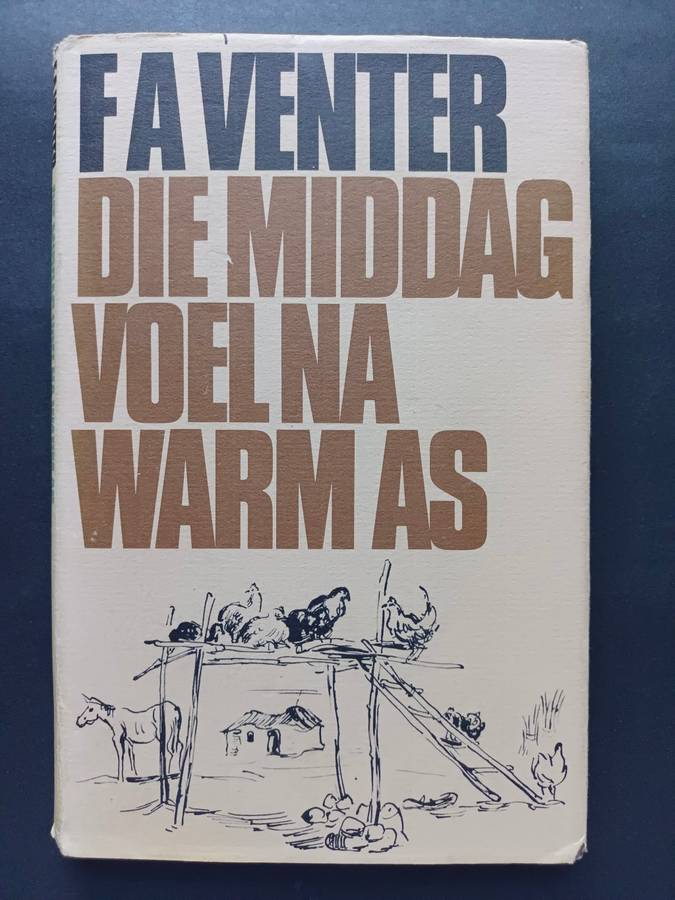 F A VENTER
DIE MIDDAG
VOEL NA
WARM AS